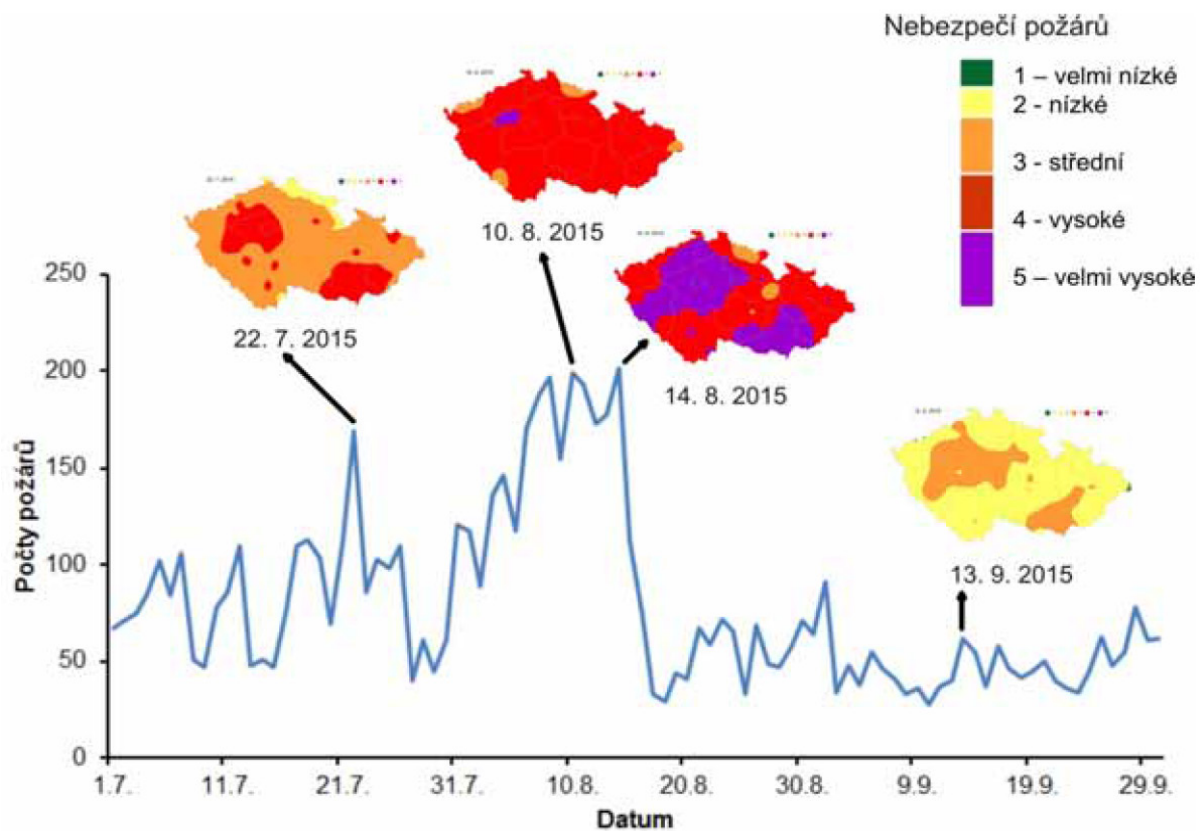 Nebezpečí požárů
1 – velmi nízké
2 - nízké
3 - střední
4 - vysoké
5 – velmi vysoké
10. 8. 2015
22. 7. 2015
14. 8. 2015
13. 9. 2015
Počty požárů
250
200
150
100
50
0
1.7. 11.7. 21.7. 31.7. 10.8. 20.8. 30.8. 9.9. 19.9. 29.9.
Datum